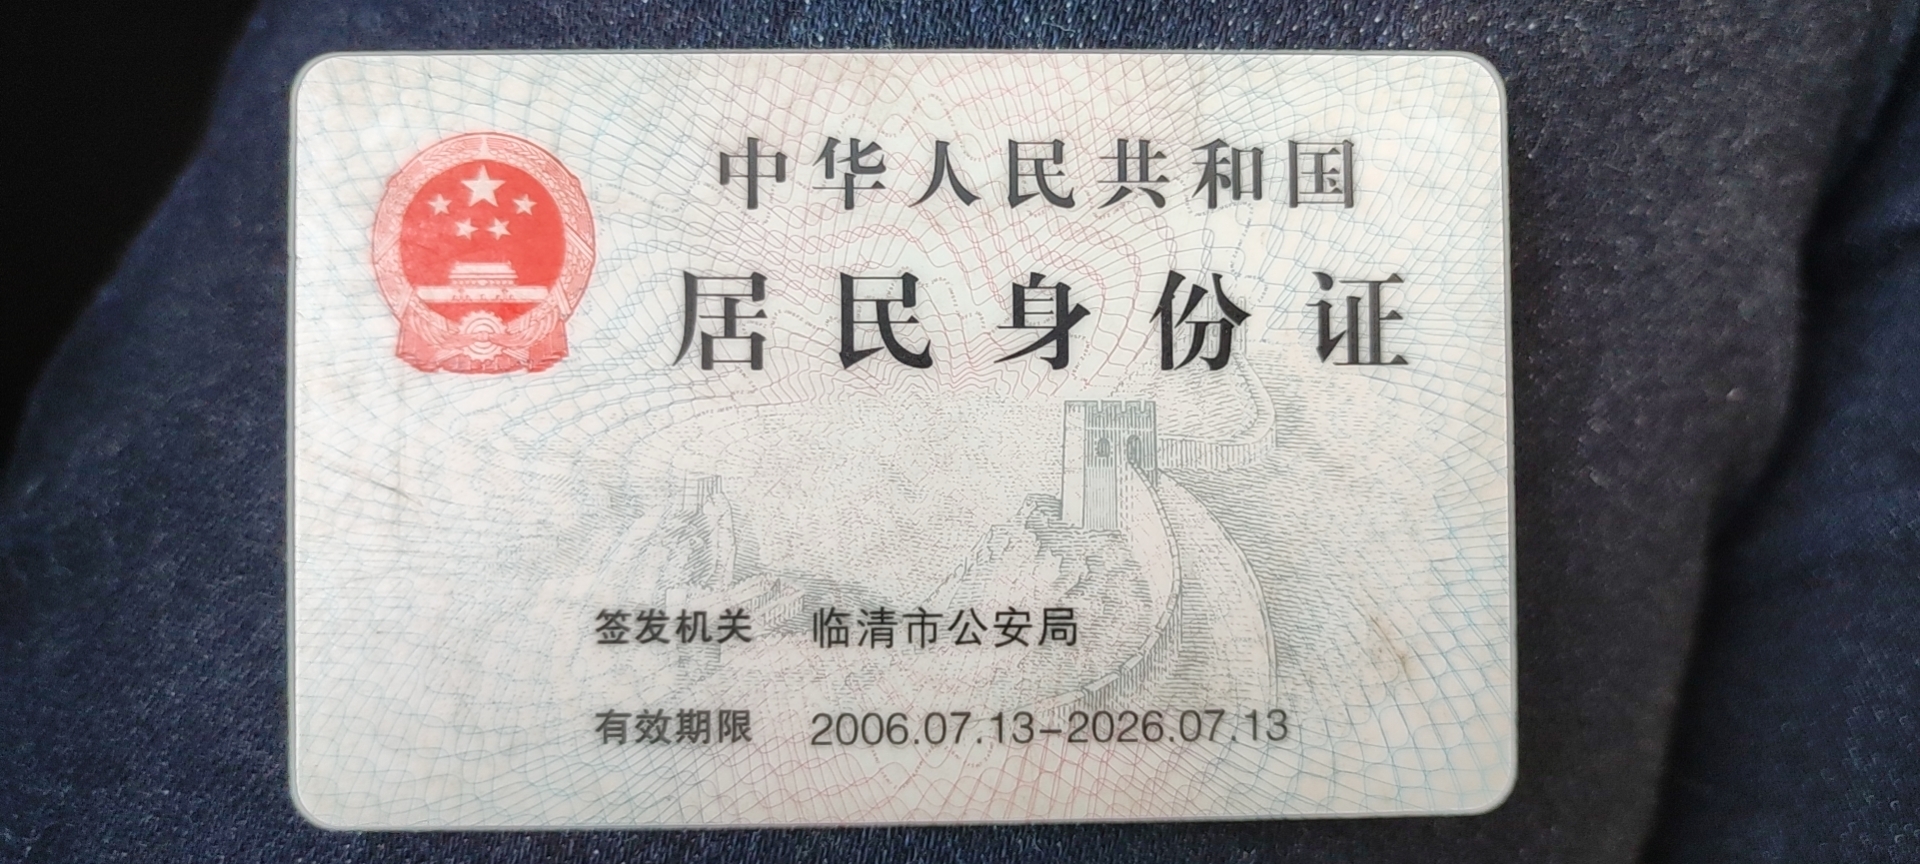 中华人民共和国
居民身份证
签发机关 临清市公安局
有效期限 2006.07.13-2026.07.13